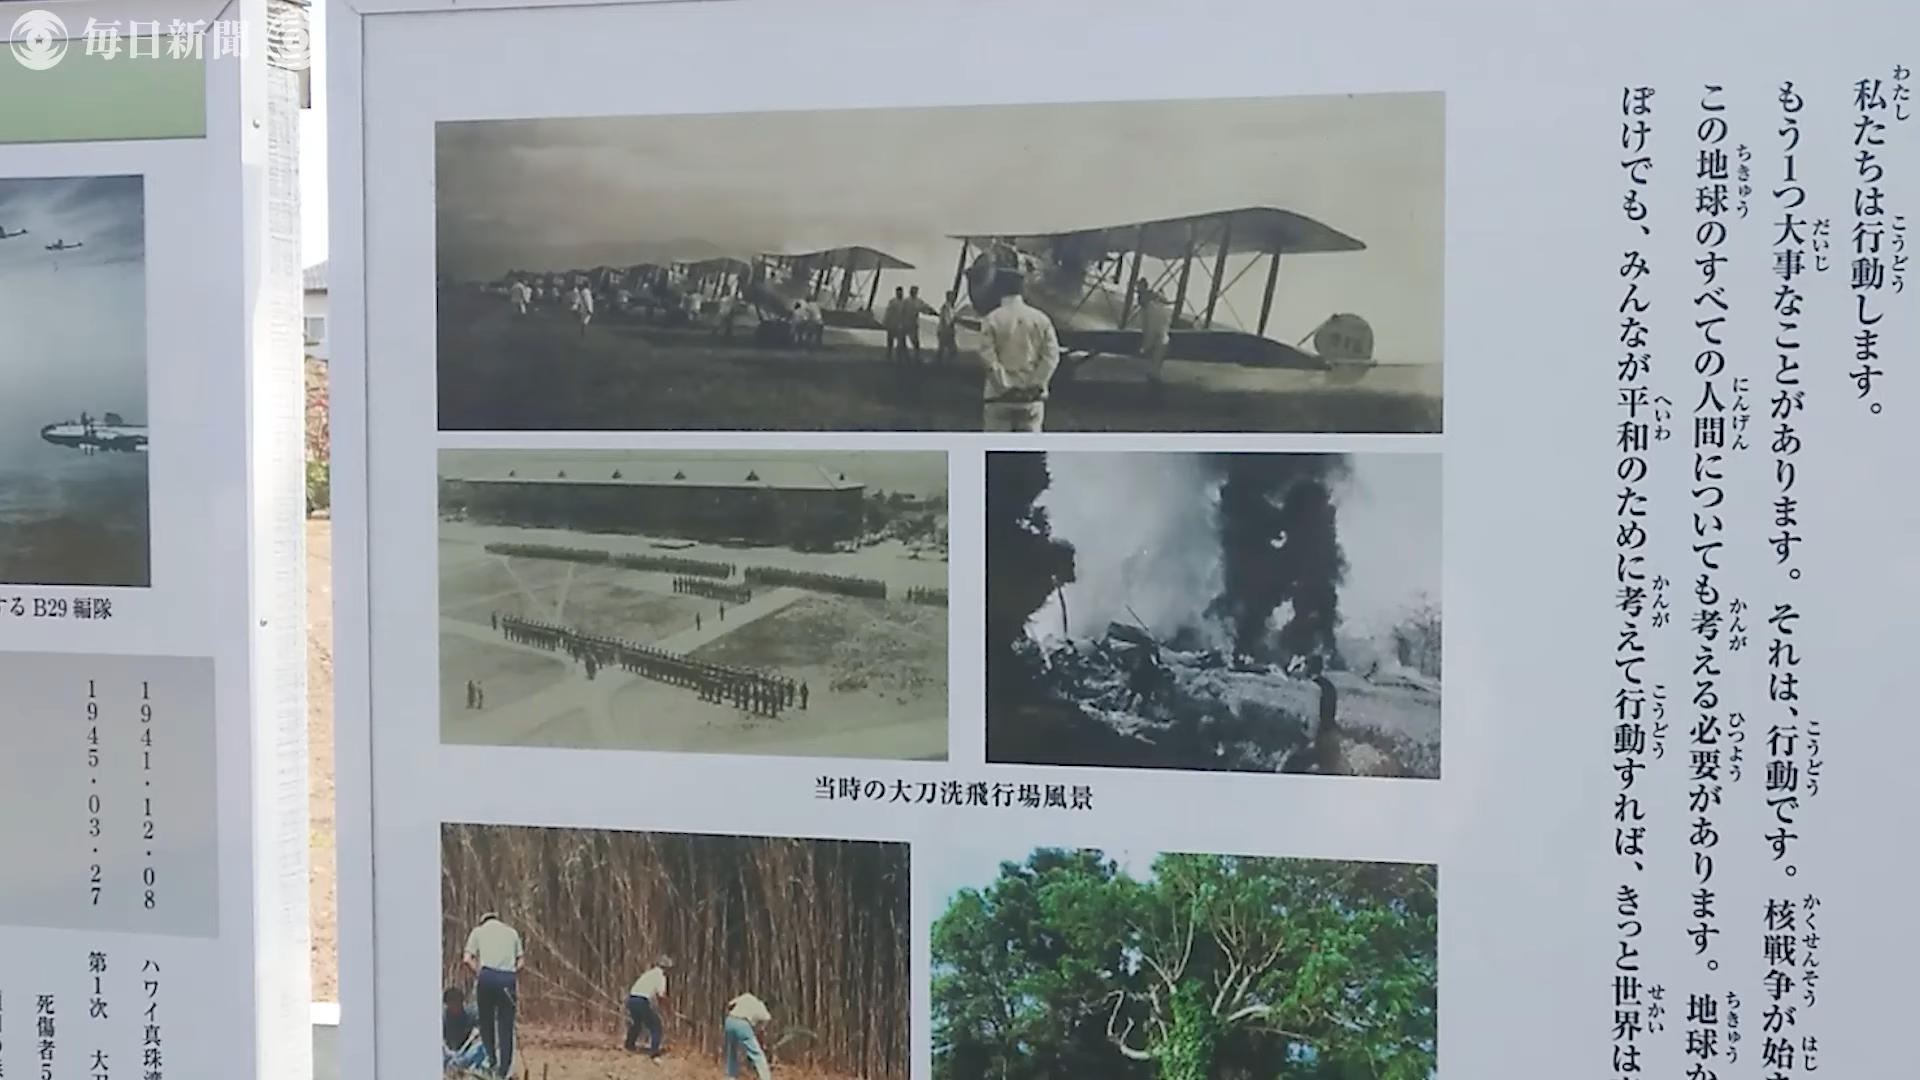 毎日新聞
わたし
私たちは行動します。
こうどう
もう1つ大事なことがあります。それは、行動です。核戦争が始
だいじ
こうどう
かくせんそう
はじ
この地球のすべての人間についても考える必要があります。地球か
ちきゅう
にんげん
かんが
ひつよう
ちきゅう
ぽけでも、みんなが平和のために考えて行動すれば、きっと世界は
へいわ
かんが
こうどう
せかい
当時の大刀洗飛行場風景
するB29編隊
1941・12・08 ハワイ真珠湾
1945・03・27 第1次 大刀
死傷者5